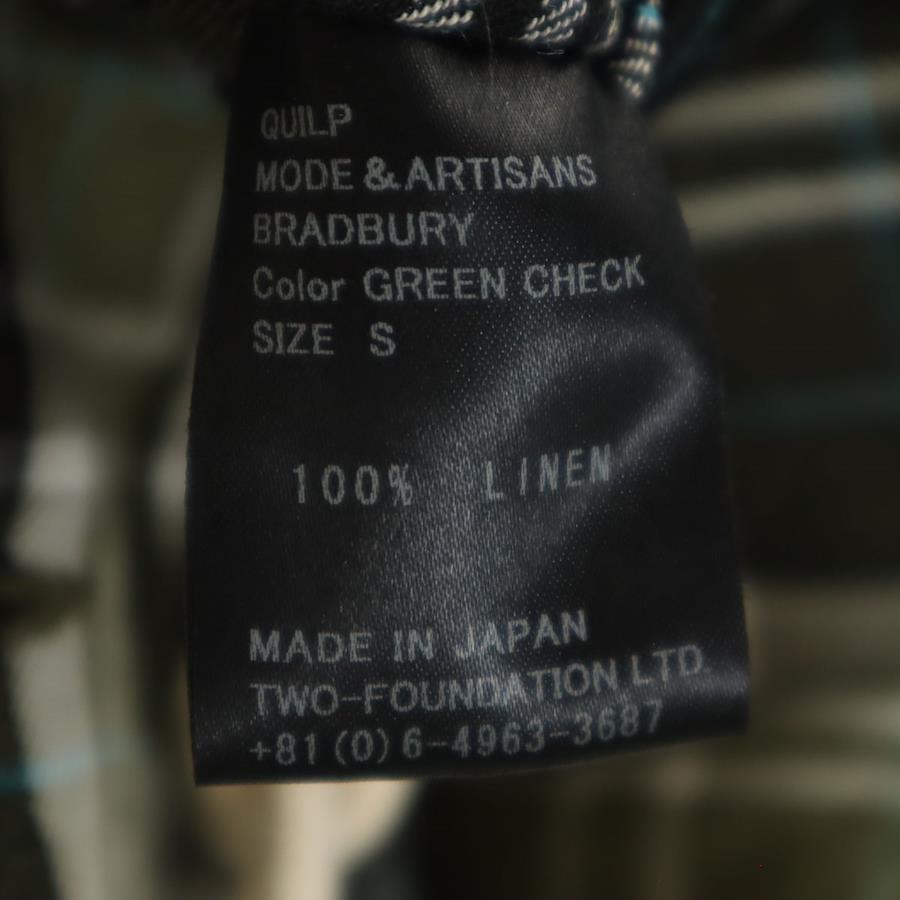 QUILP
MODE & ARTISANS
BRADBURY
Color GREEN CHECK
SIZE S
100% LINEN
MADE IN JAPAN
TWO-FOUNDATION LTD.
+81(0)6-4963-3687